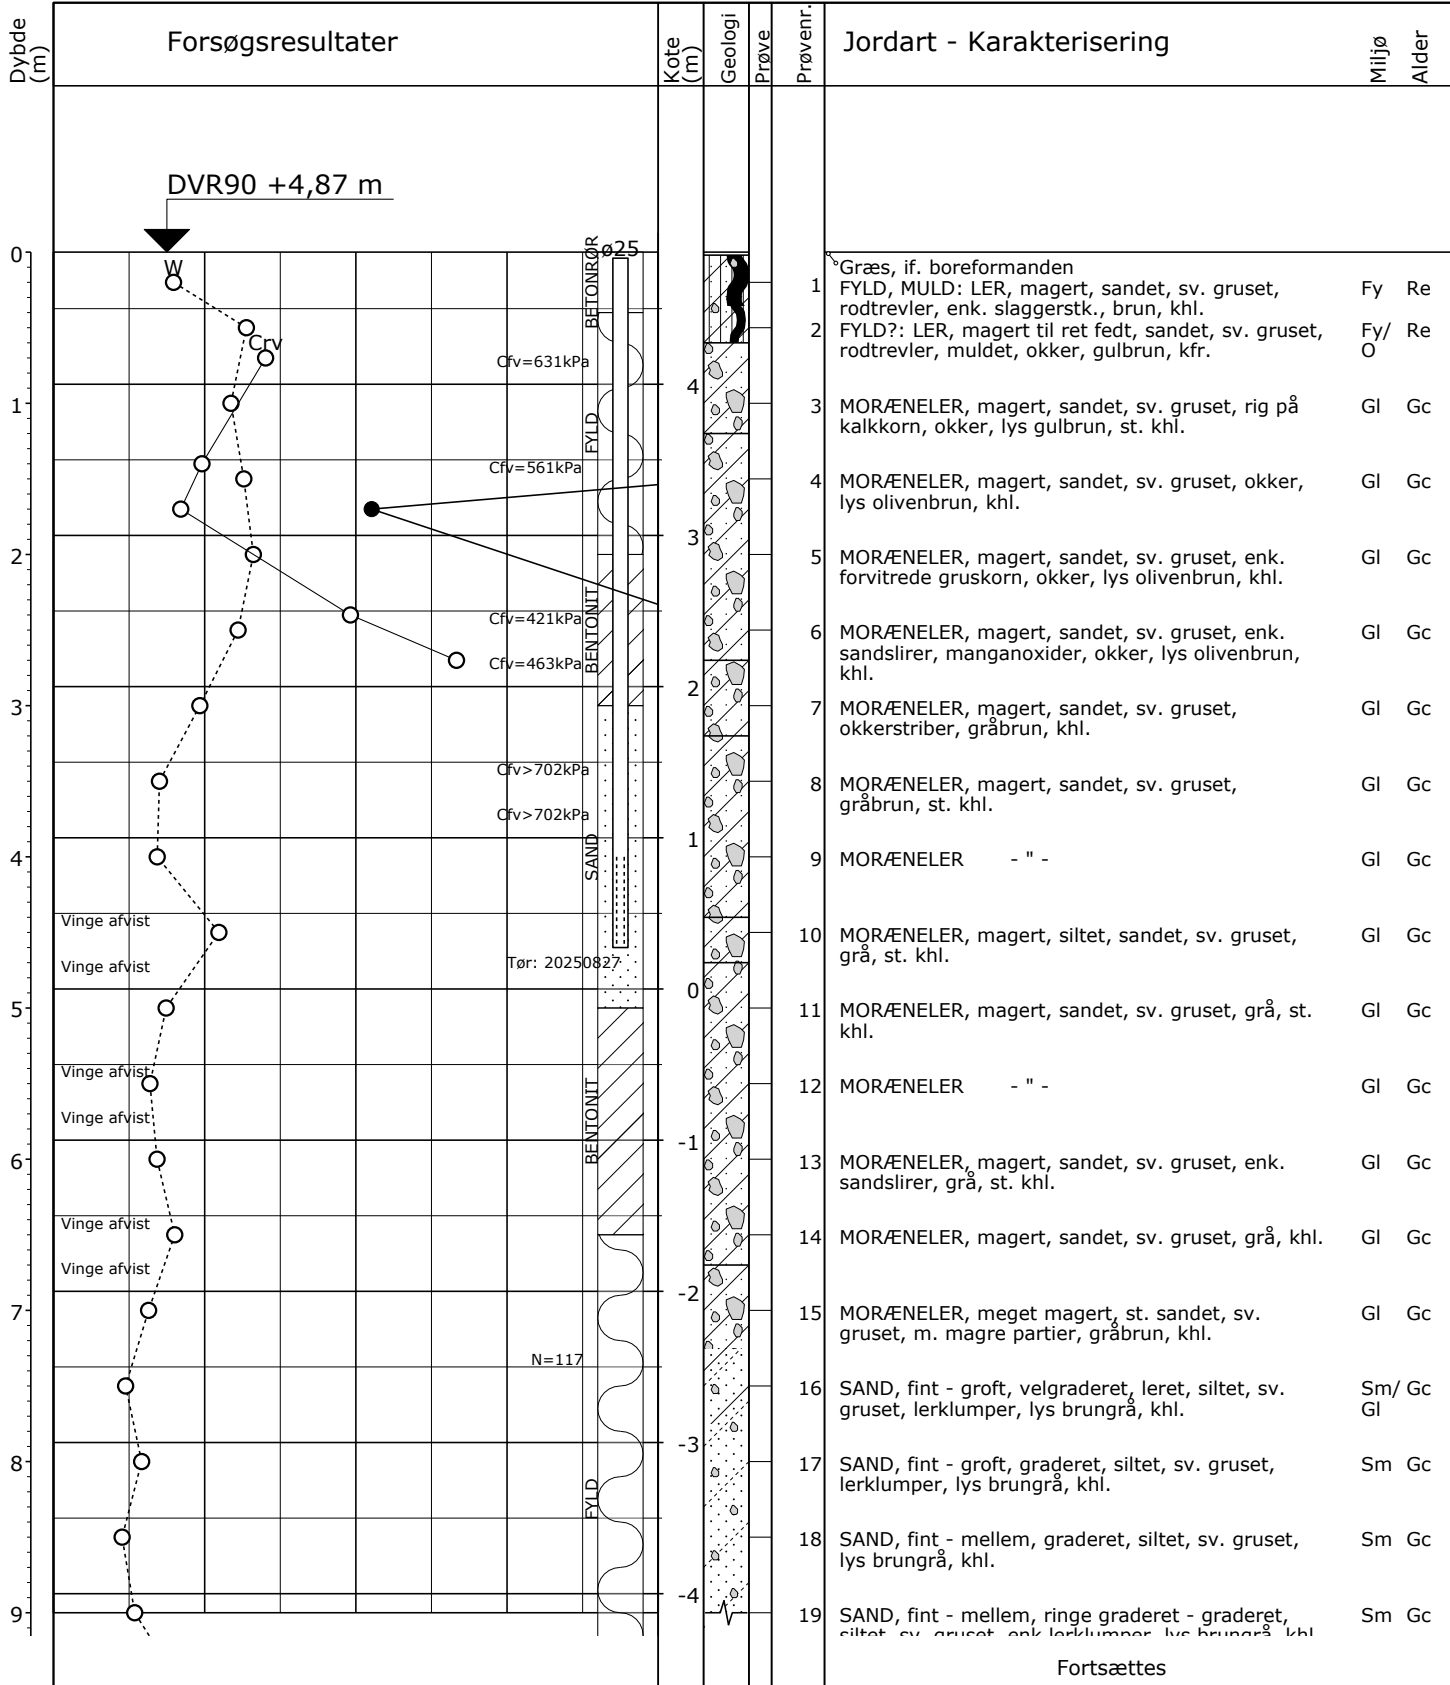 Dybde (m)
Forsøgsresultater
Kote (m)
Geologi
Prøve
Prøvenr.
Jordart - Karakterisering
Miljø
Alder
DVR90 +4,87 m
0
W
BETONRØR
ø25
Græs, if. boreformanden
1 FYLD, MULD: LER, magert, sandet, sv. gruset, Fy Re
rodtrevler, enk. slaggerstk., brun, khl.
2 FYLD?: LER, magert til ret fedt, sandet, sv. gruset, Fy/ Re
rodtrevler, muldet, okker, gulbrun, kfr. O
Crv
Cfv=631kPa
4
1
FYLD
3 MORÆNELER, magert, sandet, sv. gruset, rig på Gl Gc
kalkkorn, okker, lys gulbrun, st. khl.
Cfv=561kPa
4 MORÆNELER, magert, sandet, sv. gruset, okker, Gl Gc
lys olivenbrun, khl.
3
2
5 MORÆNELER, magert, sandet, sv. gruset, enk. Gl Gc
forvitrede gruskorn, okker, lys olivenbrun, khl.
BENTONIT
Cfv=421kPa
6 MORÆNELER, magert, sandet, sv. gruset, enk. Gl Gc
sandslirer, manganoxider, okker, lys olivenbrun,
khl.
Cfv=463kPa
2
3
7 MORÆNELER, magert, sandet, sv. gruset, Gl Gc
okkerstriber, gråbrun, khl.
Cfv>702kPa
8 MORÆNELER, magert, sandet, sv. gruset, Gl Gc
gråbrun, st. khl.
Cfv>702kPa
1
SAND
4
9 MORÆNELER - " - Gl Gc
Vinge afvist
10 MORÆNELER, magert, siltet, sandet, sv. gruset, Gl Gc
grå, st. khl.
Vinge afvist
Tør: 20250827
0
5
11 MORÆNELER, magert, sandet, sv. gruset, grå, st. Gl Gc
khl.
Vinge afvist
12 MORÆNELER - " - Gl Gc
Vinge afvist
BENTONIT
-1
6
13 MORÆNELER, magert, sandet, sv. gruset, enk. Gl Gc
sandslirer, grå, st. khl.
Vinge afvist
14 MORÆNELER, magert, sandet, sv. gruset, grå, khl. Gl Gc
Vinge afvist
-2
7
15 MORÆNELER, meget magert, st. sandet, sv. Gl Gc
gruset, m. magre partier, gråbrun, khl.
N=117
16 SAND, fint - groft, velgraderet, leret, siltet, sv. Sm/ Gc
gruset, lerklumper, lys brungrå, khl. Gl
-3
8
17 SAND, fint - groft, graderet, siltet, sv. gruset, Sm Gc
lerklumper, lys brungrå, khl.
FYLD
18 SAND, fint - mellem, graderet, siltet, sv. gruset, Sm Gc
lys brungrå, khl.
-4
9
19 SAND, fint - mellem, ringe graderet - graderet, Sm Gc
siltet, sv. gruset, enk lerklumper, lys brungrå, khl.
Fortsættes